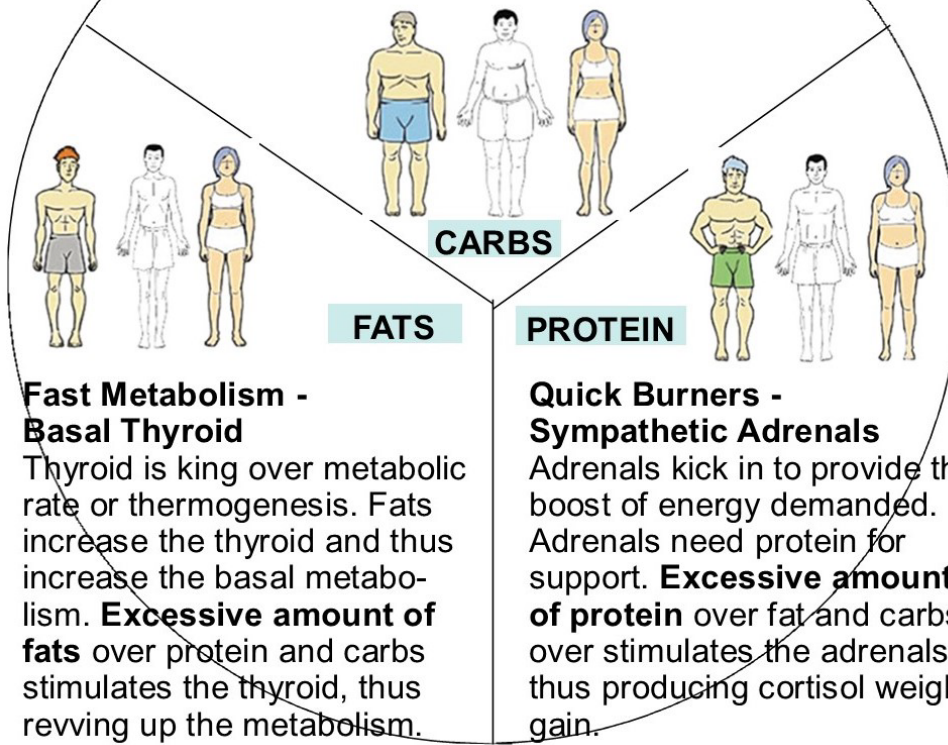 CARBS
FATS
PROTEIN
Fast Metabolism -
Basal Thyroid
Thyroid is king over metabolic
rate or thermogenesis. Fats
increase the thyroid and thus
increase the basal metabo-
lism. Excessive amount of
fats over protein and carbs
stimulates the thyroid, thus
revving up the metabolism.
Quick Burners -
Sympathetic Adrenals
Adrenals kick in to provide
boost of energy demanded.
Adrenals need protein for
support. Excessive amount
of protein over fat and carbs
over stimulates the adrenals
thus producing cortisol
gain.